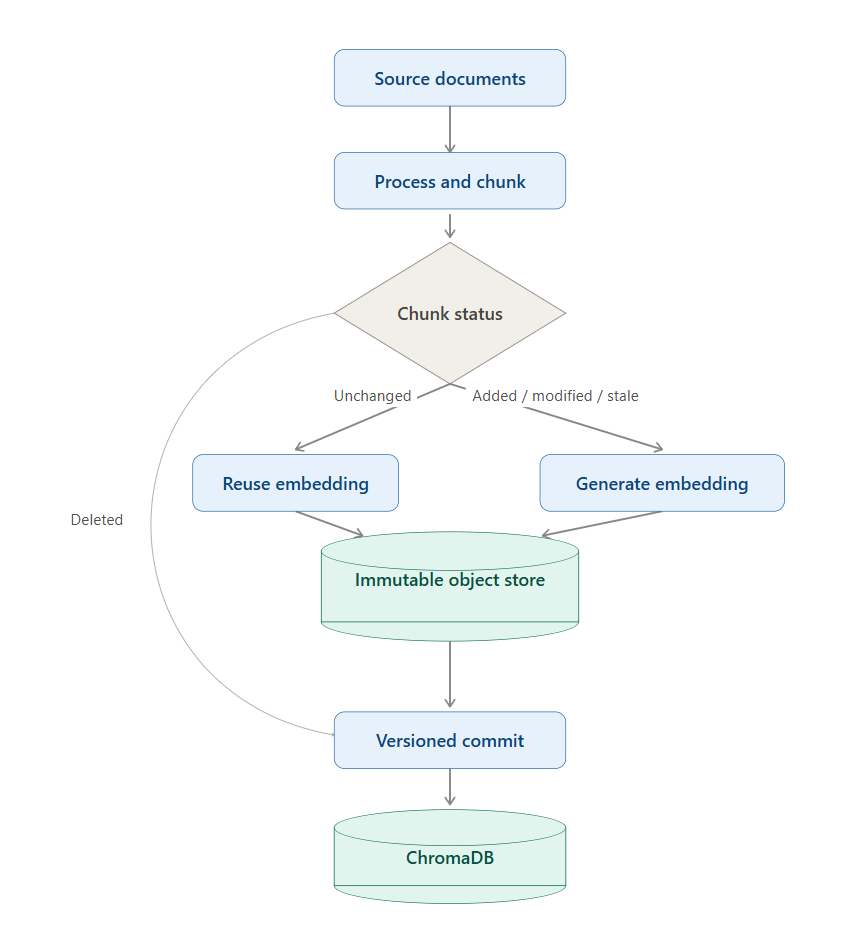 Source documents
Process and chunk
Chunk status
Unchanged
Added / modified / stale
Reuse embedding
Generate embedding
Deleted
Immutable object store
Versioned commit
ChromaDB